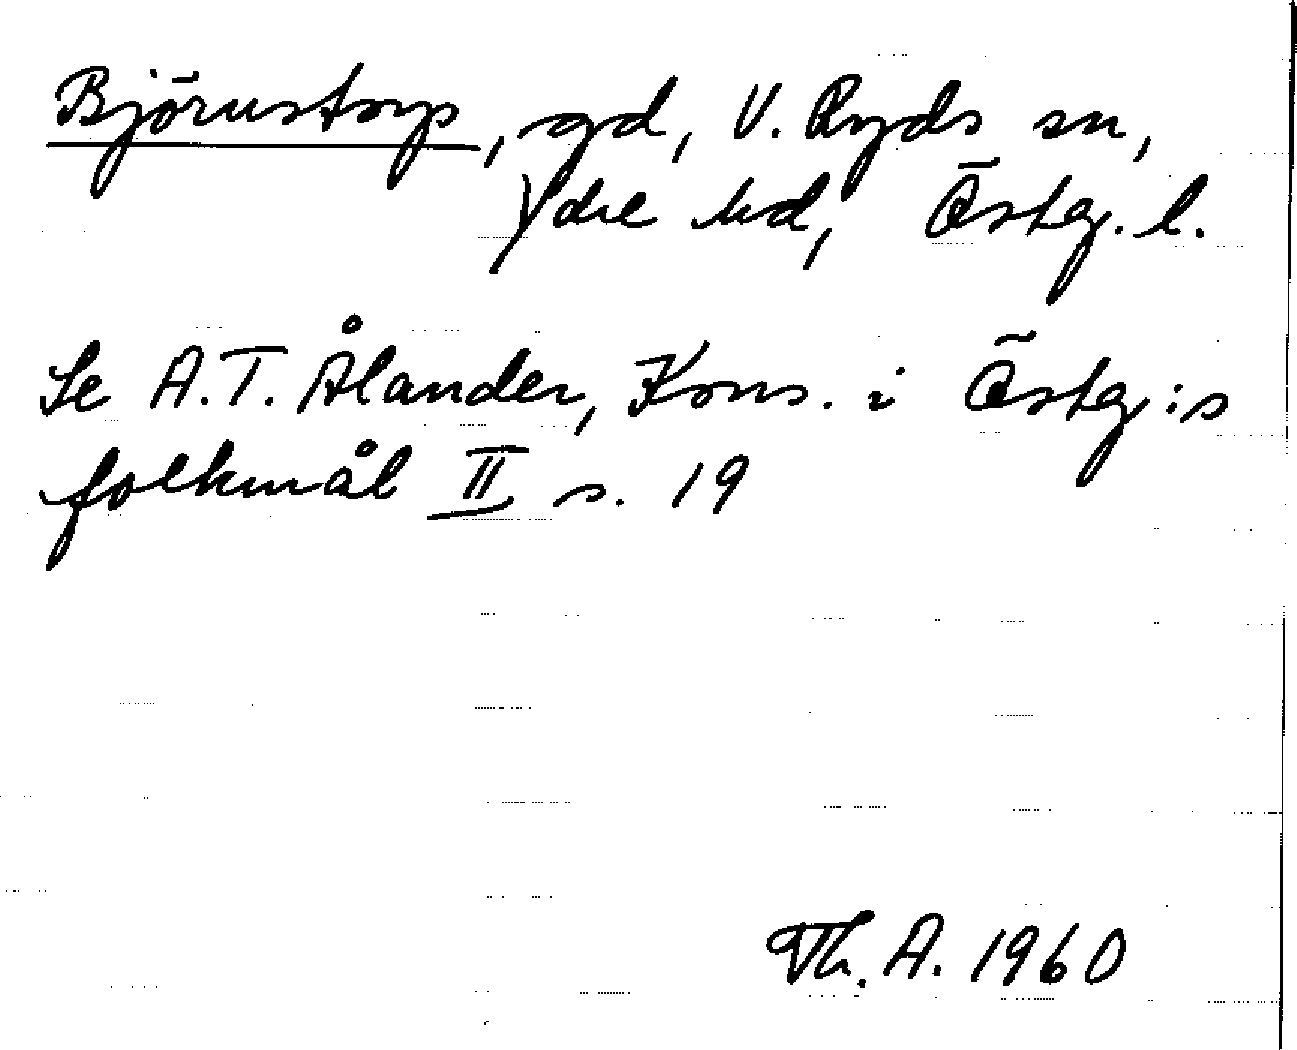 Björnstorp, gd, V. Ryds sn,
Ydre hd, Östg. l.
Se A.T. Ålander, Kons. i Östg:s
folkmål II s. 19
Th. A. 1960